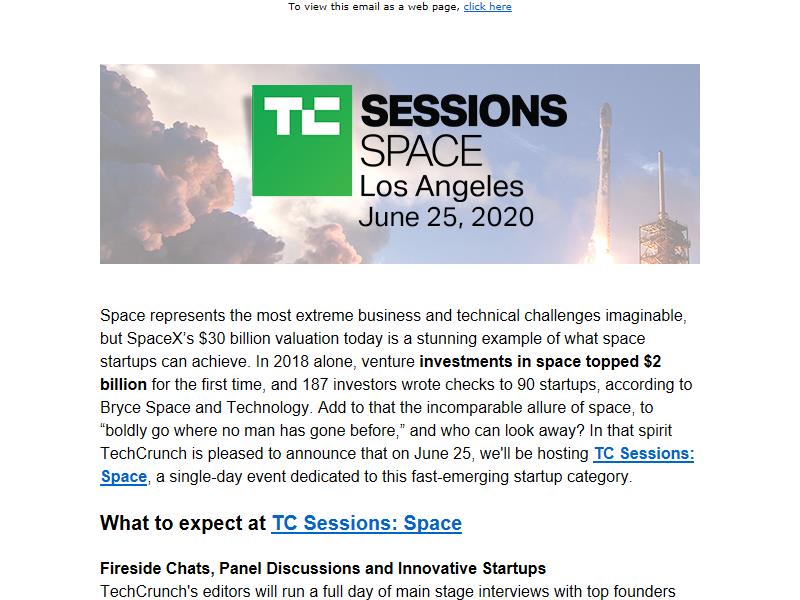 To view this email as a web page, click here
TC
SESSIONS
SPACE
Los Angeles
June 25, 2020
Space represents the most extreme business and technical challenges imaginable,
but SpaceX’s $30 billion valuation today is a stunning example of what space
startups can achieve. In 2018 alone, venture investments in space topped $2
billion for the first time, and 187 investors wrote checks to 90 startups, according to
Bryce Space and Technology. Add to that the incomparable allure of space, to
“boldly go where no man has gone before,” and who can look away? In that spirit
TechCrunch is pleased to announce that on June 25, we'll be hosting TC Sessions:
Space, a single-day event dedicated to this fast-emerging startup category.
What to expect at TC Sessions: Space
Fireside Chats, Panel Discussions and Innovative Startups
TechCrunch's editors will run a full day of main stage interviews with top founders